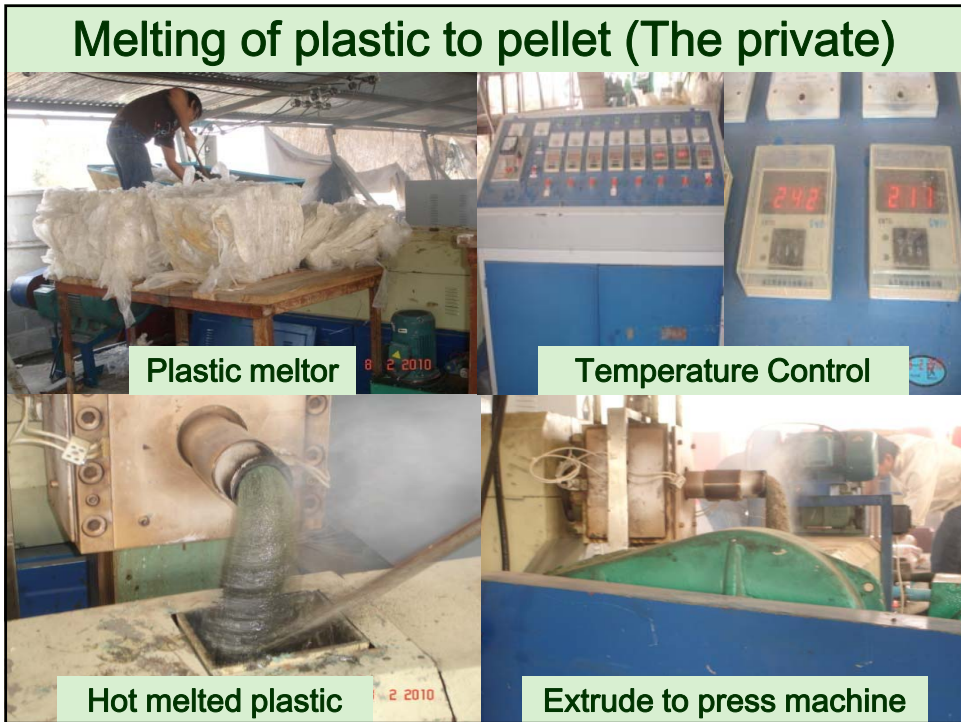 Melting of plastic to pellet (The private)
242
217
Plastic meltor
8 2 2010
Temperature Control
2 2010
Hot melted plastic
Extrude to press machine